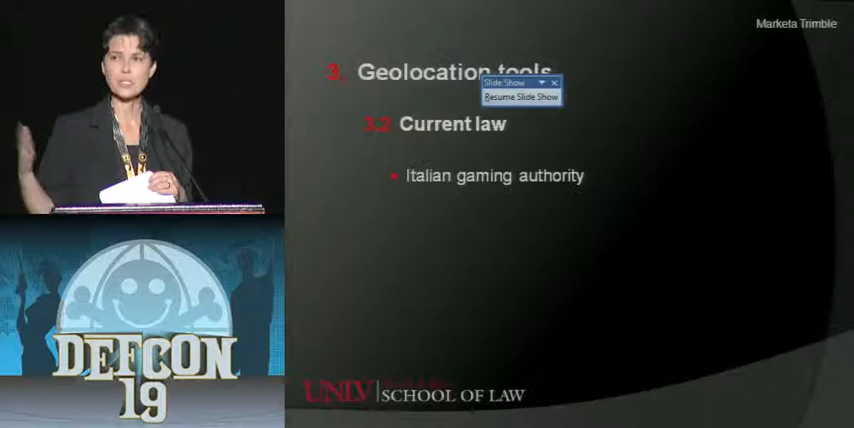 Marketa Trimble
3. Geolocation tools
Slide Show
Resume Slide Show
3.2 Current law
• Italian gaming authority
DEFCON
19
UNLV SCHOOL OF LAW